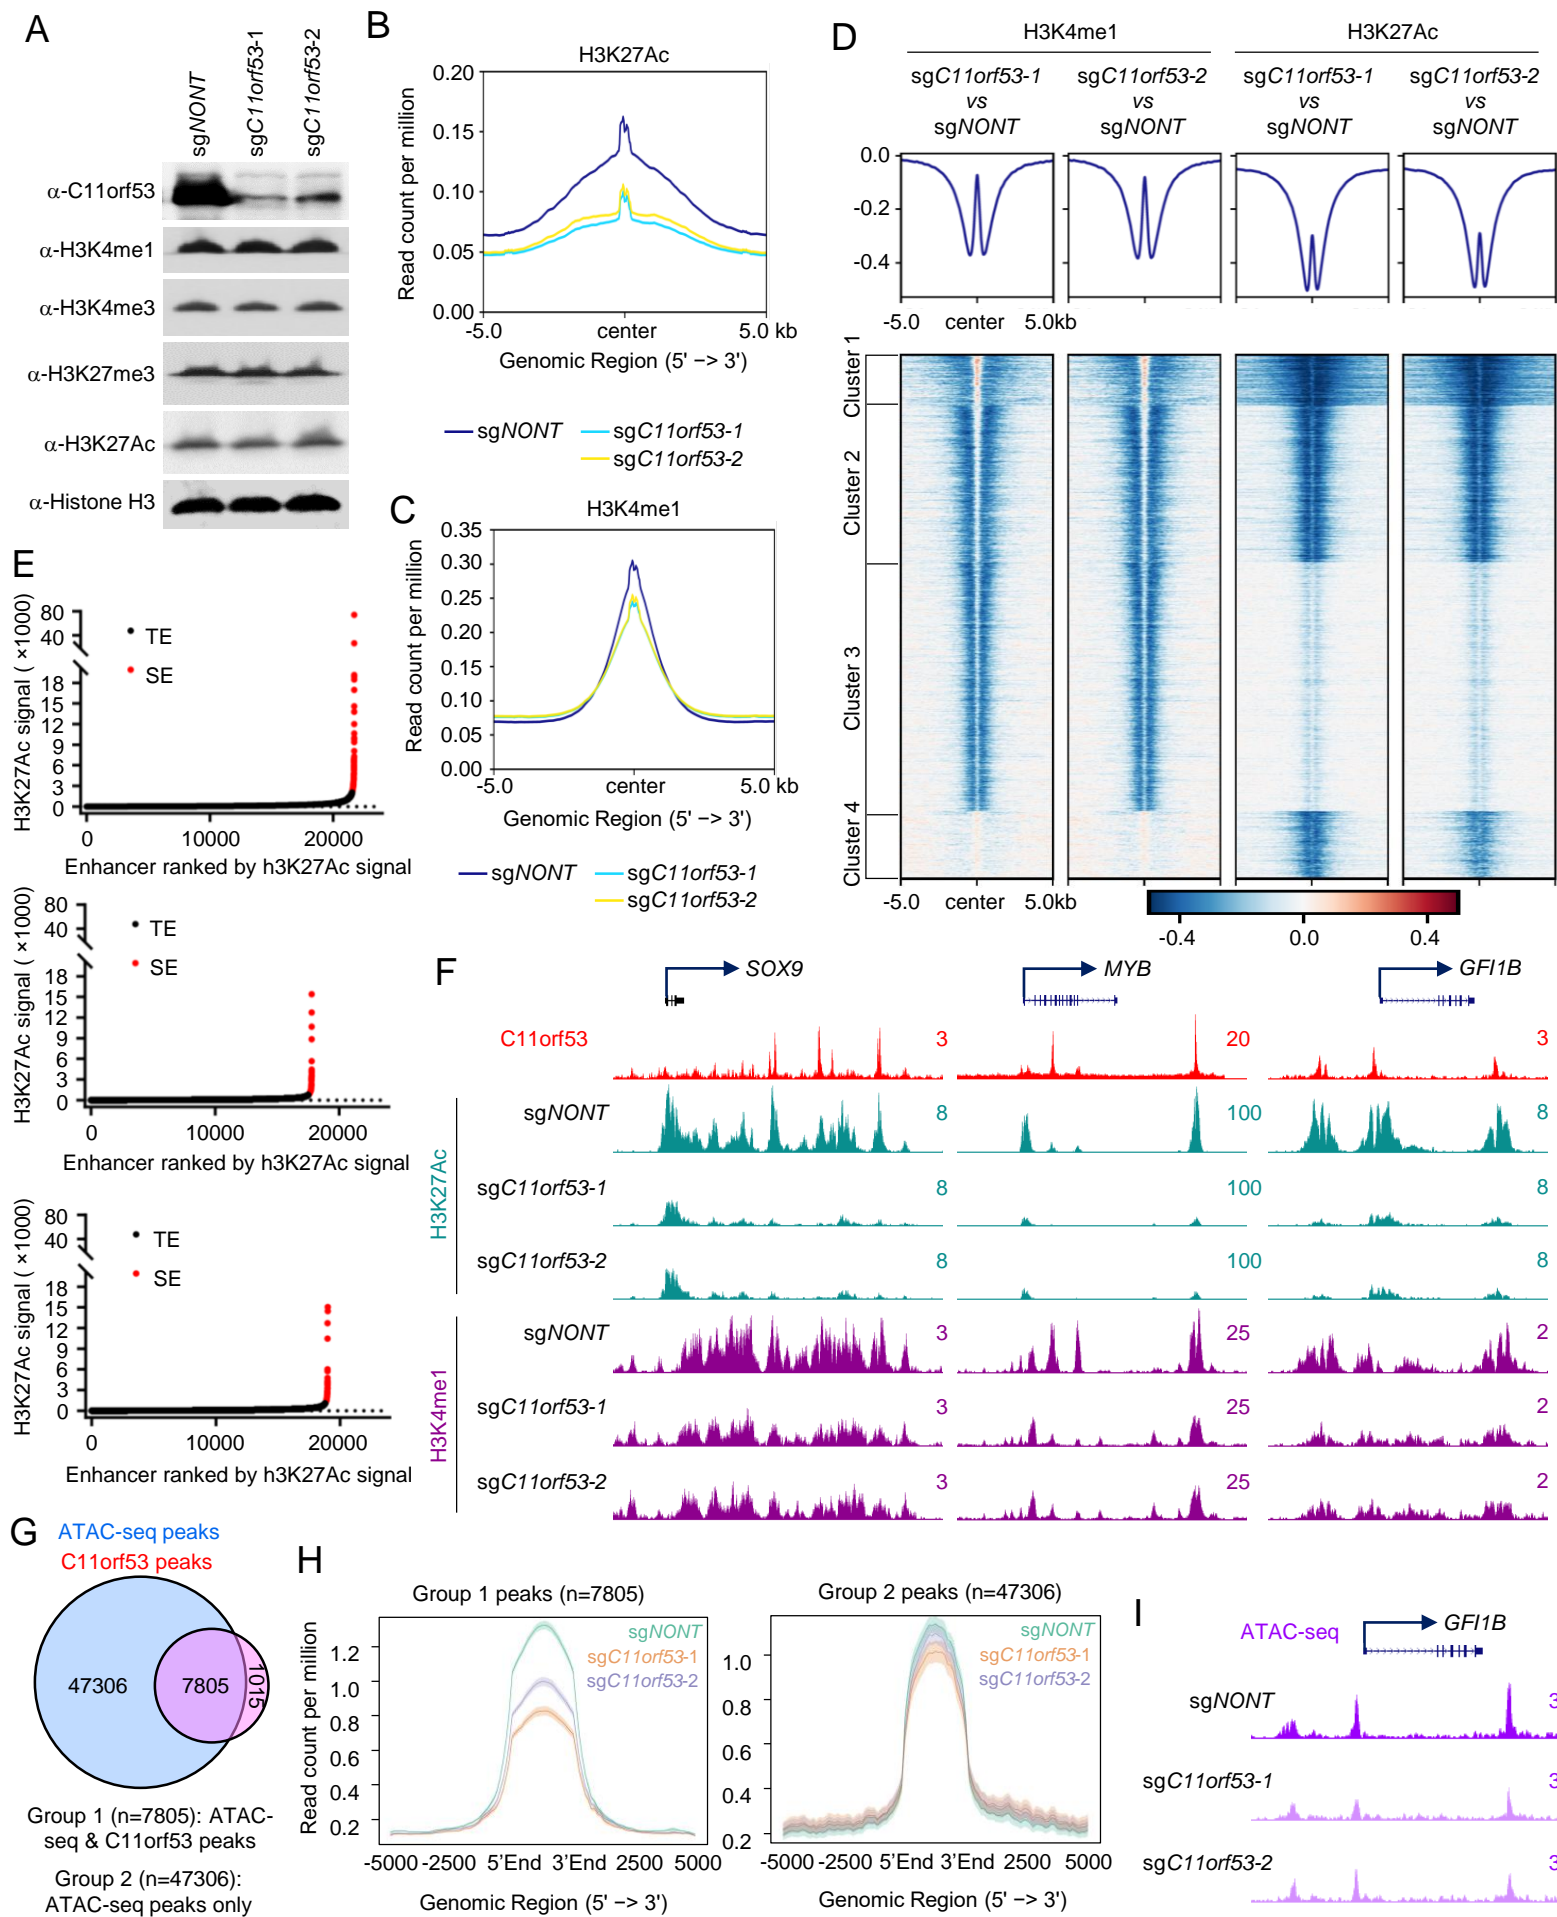 A
sgNONT
sgC11orf53-1
sgC11orf53-2
α-C11orf53
α-H3K4me1
α-H3K4me3
α-H3K27me3
α-H3K27Ac
α-Histone H3
B
H3K27Ac
Read count per million
0.20
0.15
0.10
0.05
0.00
-5.0 center 5.0 kb
Genomic Region (5' −> 3')
sgNONT sgC11orf53-1
sgC11orf53-2
C
H3K4me1
Read count per million
0.35
0.30
0.25
0.20
0.15
0.10
0.05
0.00
-5.0 center 5.0 kb
Genomic Region (5' −> 3')
sgNONT sgC11orf53-1
sgC11orf53-2
D
H3K4me1 H3K27Ac
sgC11orf53-1 sgC11orf53-2 sgC11orf53-1 sgC11orf53-2
vs vs vs vs
sgNONT sgNONT sgNONT sgNONT
0.0
-0.2
-0.4
-5.0 center 5.0kb
Cluster 1
Cluster 2
Cluster 3
Cluster 4
-5.0 center 5.0kb
-0.4 0.0 0.4
E
H3K27Ac signal ( ×1000)
80
40
18
15
12
9
6
3
0
TE
SE
0 10000 20000
Enhancer ranked by h3K27Ac signal
H3K27Ac signal ( ×1000)
80
40
18
15
12
9
6
3
0
TE
SE
0 10000 20000
Enhancer ranked by h3K27Ac signal
H3K27Ac signal ( ×1000)
80
40
18
15
12
9
6
3
0
TE
SE
0 10000 20000
Enhancer ranked by h3K27Ac signal
F
SOX9 MYB GFI1B
C11orf53 3 20 3
H3K27Ac
sgNONT 8 100 8
sgC11orf53-1 8 100 8
sgC11orf53-2 8 100 8
H3K4me1
sgNONT 3 25 2
sgC11orf53-1 3 25 2
sgC11orf53-2 3 25 2
G
ATAC-seq peaks
C11orf53 peaks
47306 7805 1015
Group 1 (n=7805): ATAC-
seq & C11orf53 peaks
Group 2 (n=47306):
ATAC-seq peaks only
H
Group 1 peaks (n=7805)
Read count per million
1.2
1.0
0.8
0.6
0.4
0.2
sgNONT
sgC11orf53-1
sgC11orf53-2
-5000 -2500 5'End 3'End 2500 5000
Genomic Region (5' −> 3')
Group 2 peaks (n=47306)
1.0
0.8
0.6
0.4
0.2
sgNONT
sgC11orf53-1
sgC11orf53-2
-5000 -2500 5'End 3'End 2500 5000
Genomic Region (5' −> 3')
I
ATAC-seq GFI1B
sgNONT 3
sgC11orf53-1 3
sgC11orf53-2 3